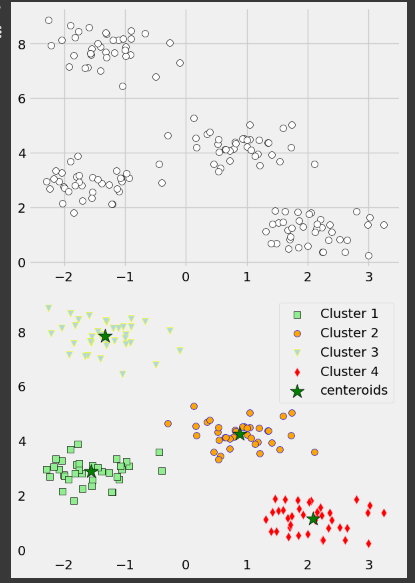 8
6
4
2
0
−2 −1 0 1 2 3
8
6
4
2
0
Cluster 1
Cluster 2
Cluster 3
Cluster 4
centeroids
−2 −1 0 1 2 3